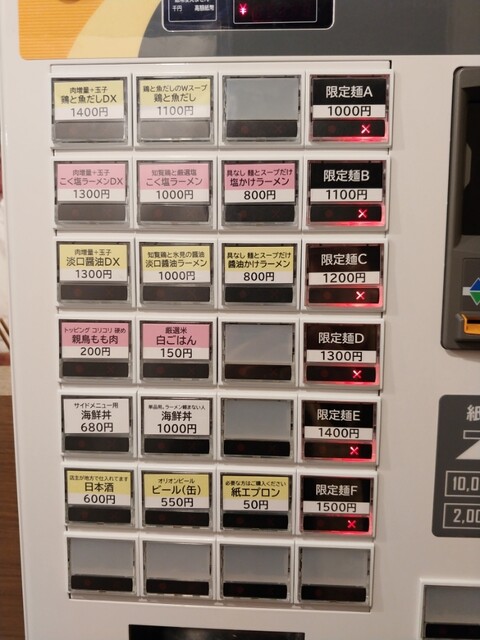 千円 高額紙幣
¥
肉増量+玉子
鶏と魚だしDX
1400円
鶏と魚だしのWスープ
鶏と魚だし
1100円
限定麺A
1000円
×
肉増量+玉子
こく塩ラーメンDX
1300円
知覧鶏と厳選塩
こく塩ラーメン
1000円
具なし 麺とスープだけ
塩かけラーメン
800円
限定麺B
1100円
×
肉増量+玉子
淡口醤油DX
1300円
知覧鶏と氷見の醤油
淡口醤油ラーメン
1000円
具なし 麺とスープだけ
醤油かけラーメン
800円
限定麺C
1200円
×
トッピング コリコリ 硬め
親鳥もも肉
200円
厳選米
白ごはん
150円
限定麺D
1300円
×
サイドメニュー用
海鮮丼
680円
単品用。ラーメン頼まない人
海鮮丼
1000円
限定麺E
1400円
×
店主が地方で仕入れてます
日本酒
600円
オリオンビール
ビール(缶)
550円
必要な方はご購入ください
紙エプロン
50円
限定麺F
1500円
×
紙
10,0
2,00